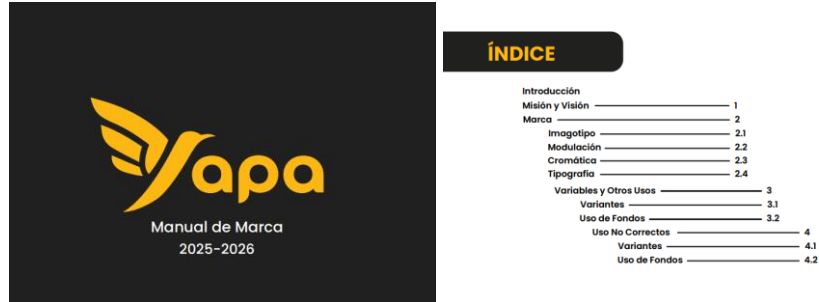 Yapa
Manual de Marca
2025-2026
ÍNDICE
Introducción
Misión y Visión 1
Marca 2
Imagotipo 2.1
Modulación 2.2
Cromática 2.3
Tipografía 2.4
Variables y Otros Usos 3
Variantes 3.1
Uso de Fondos 3.2
Uso No Correctos 4
Variantes 4.1
Uso de Fondos 4.2